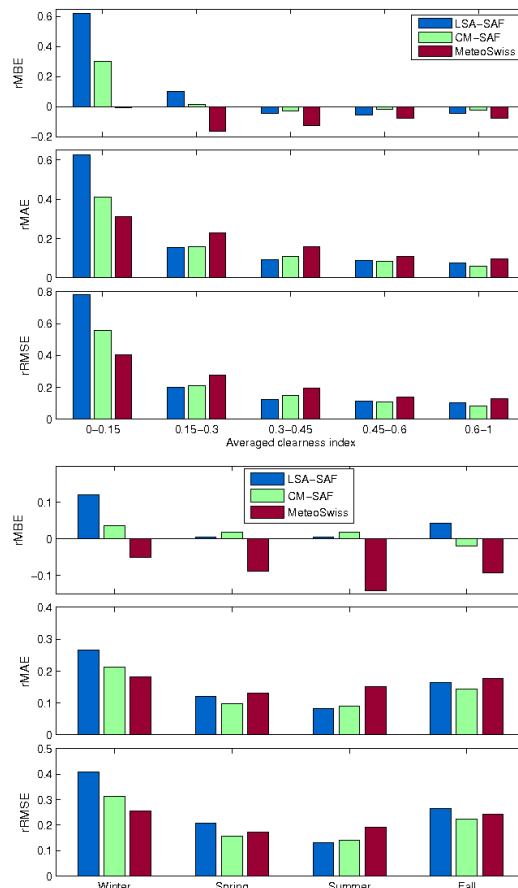 0.6
0.4
0.2
0
−0.2
rMBE
LSA−SAF
CM−SAF
MeteoSwiss
0.6
0.4
0.2
0
rMAE
0.8
0.6
0.4
0.2
0
rRMSE
0−0.15 0.15−0.3 0.3−0.45 0.45−0.6 0.6−1
Averaged clearness index
0.1
0
−0.1
rMBE
LSA−SAF
CM−SAF
MeteoSwiss
0.4
0.3
0.2
0.1
0
rMAE
0.5
0.4
0.3
0.2
0.1
0
rRMSE
Winter Spring Summer Fall